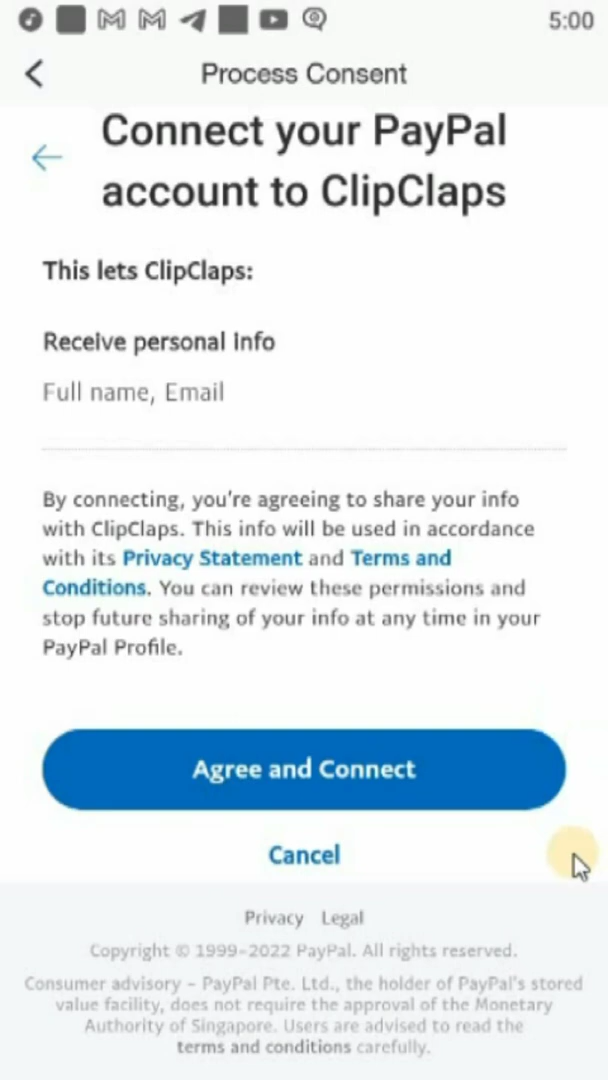 5:00
Process Consent
Connect your PayPal
account to ClipClaps
This lets ClipClaps:
Receive personal info
Full name, Email
By connecting, you're agreeing to share your info
with ClipClaps. This info will be used in accordance
with its Privacy Statement and Terms and
Conditions. You can review these permissions and
stop future sharing of your info at any time in your
PayPal Profile.
Agree and Connect
Cancel
Privacy Legal
Copyright © 1999-2022 PayPal. All rights reserved.
Consumer advisory - PayPal Pte. Ltd., the holder of PayPal's stored
value facility, does not require the approval of the Monetary
Authority of Singapore. Users are advised to read the
terms and conditions carefully.